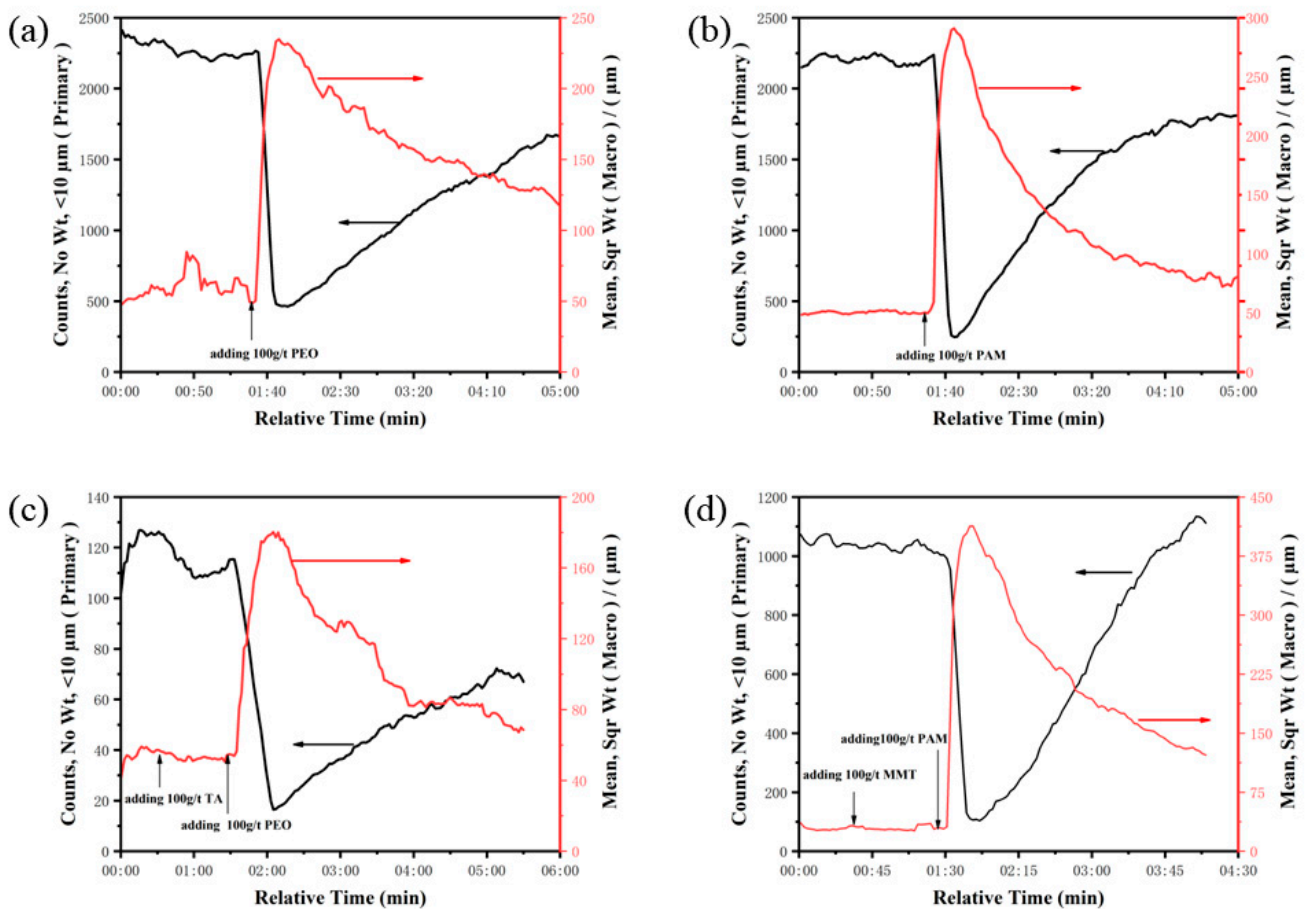 (a)
2500
2000
1500
1000
500
0
Counts, No Wt, <10 μm ( Primary )
250
200
150
100
50
0
Mean, Sqr Wt ( Macro ) / ( μm )
adding 100g/t PEO
00:00 00:50 01:40 02:30 03:20 04:10 05:00
Relative Time (min)
(b)
2500
2000
1500
1000
500
0
Counts, No Wt, <10 μm ( Primary )
300
250
200
150
100
50
0
Mean, Sqr Wt ( Macro ) / ( μm )
adding 100g/t PAM
00:00 00:50 01:40 02:30 03:20 04:10 05:00
Relative Time (min)
(c)
140
120
100
80
60
40
20
0
Counts, No Wt, <10 μm ( Primary )
200
160
120
80
40
0
Mean, Sqr Wt ( Macro ) / ( μm )
adding 100g/t TA
adding 100g/t PEO
00:00 01:00 02:00 03:00 04:00 05:00 06:00
Relative Time (min)
(d)
1200
1000
800
600
400
200
0
Counts, No Wt, <10 μm ( Primary )
450
375
300
225
150
75
0
Mean, Sqr Wt ( Macro ) / ( μm )
adding100g/t PAM
adding 100g/t MMT
00:00 00:45 01:30 02:15 03:00 03:45 04:30
Relative Time (min)